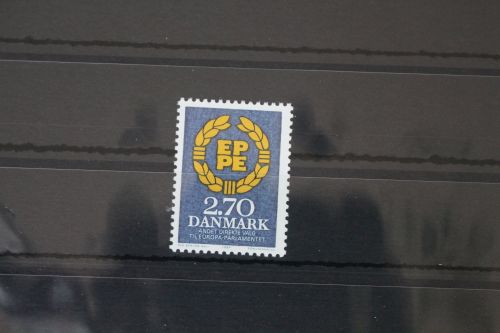 EP
PE
2.70
DANMARK
ANDET DIREKTE VALG
TIL EUROPA-PARLAMENTET